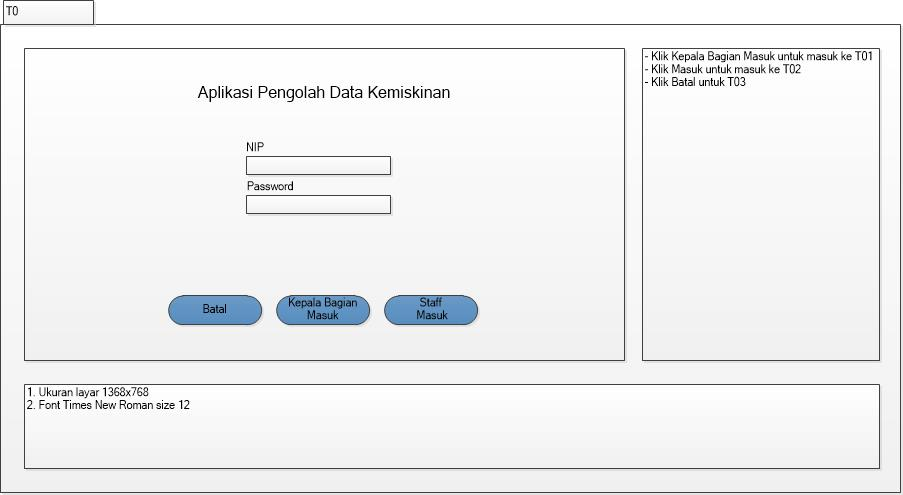 T0
Aplikasi Pengolah Data Kemiskinan
NIP
Password
Batal
Kepala Bagian
Masuk
Staff
Masuk
- Klik Kepala Bagian Masuk untuk masuk ke T01
- Klik Masuk untuk masuk ke T02
- Klik Batal untuk T03
1. Ukuran layar 1368x768
2. Font Times New Roman size 12